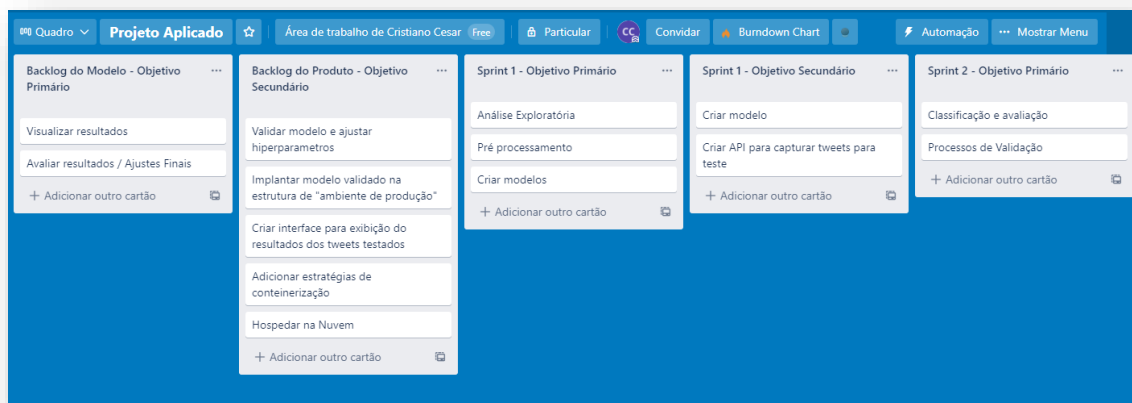 Quadro
Projeto Aplicado
Área de trabalho de Cristiano Cesar
Free
Particular
CC
Convidar
Burndown Chart
Automação
Mostrar Menu
Backlog do Modelo - Objetivo
Primário
Visualizar resultados
Avaliar resultados / Ajustes Finais
+ Adicionar outro cartão
Backlog do Produto - Objetivo
Secundário
Validar modelo e ajustar
hiperparametros
Implantar modelo validado na
estrutura de "ambiente de produção"
Criar interface para exibição do
resultados dos tweets testados
Adicionar estratégias de
conteinerização
Hospedar na Nuvem
+ Adicionar outro cartão
Sprint 1 - Objetivo Primário
Análise Exploratória
Pré processamento
Criar modelos
+ Adicionar outro cartão
Sprint 1 - Objetivo Secundário
Criar modelo
Criar API para capturar tweets para
teste
+ Adicionar outro cartão
Sprint 2 - Objetivo Primário
Classificação e avaliação
Processos de Validação
+ Adicionar outro cartão